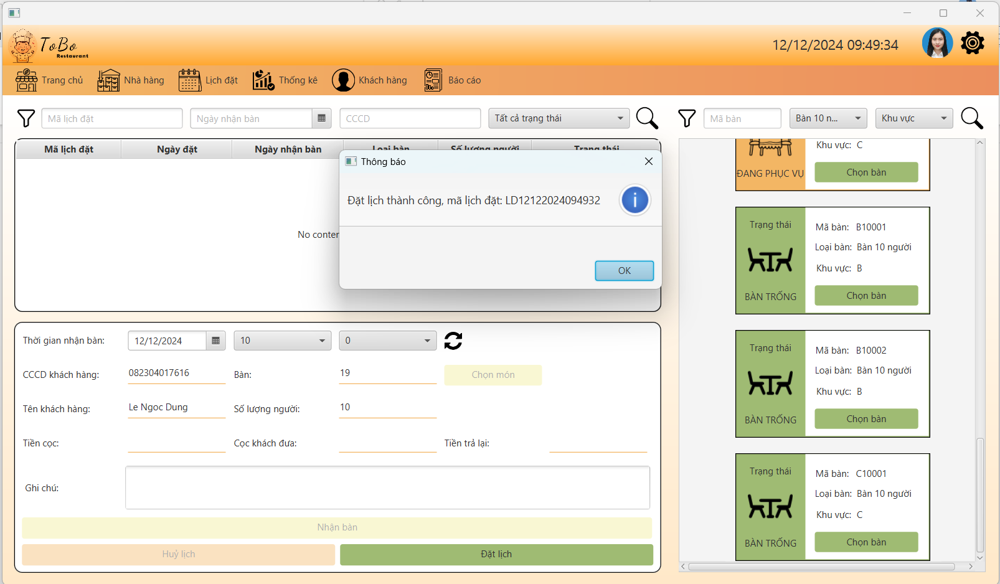 ToBo
Restaurant
12/12/2024 09:49:34
Trang chủ
Nhà hàng
Lịch đặt
Thống kê
Khách hàng
Báo cáo
Mã lịch đặt
Ngày nhận bàn
CCCD
Tất cả trạng thái
Mã bàn
Bàn 10 n...
Khu vực
Mã lịch đặt
Ngày đặt
Ngày nhận bàn
Loại bàn
Số lượng người
Trạng thái
No conten
Thông báo
Đặt lịch thành công, mã lịch đặt: LD12122024094932
OK
Thời gian nhận bàn:
12/12/2024
10
0
CCCD khách hàng:
082304017616
Bàn:
19
Chọn món
Tên khách hàng:
Le Ngoc Dung
Số lượng người:
10
Tiền cọc:
Cọc khách đưa:
Tiền trả lại:
Ghi chú:
Nhận bàn
Huỷ lịch
Đặt lịch
Khu vực: C
ĐANG PHỤC VỤ
Chọn bàn
Trạng thái
Mã bàn: B10001
Loại bàn: Bàn 10 người
Khu vực: B
BÀN TRỐNG
Chọn bàn
Trạng thái
Mã bàn: B10002
Loại bàn: Bàn 10 người
Khu vực: B
BÀN TRỐNG
Chọn bàn
Trạng thái
Mã bàn: C10001
Loại bàn: Bàn 10 người
Khu vực: C
BÀN TRỐNG
Chọn bàn